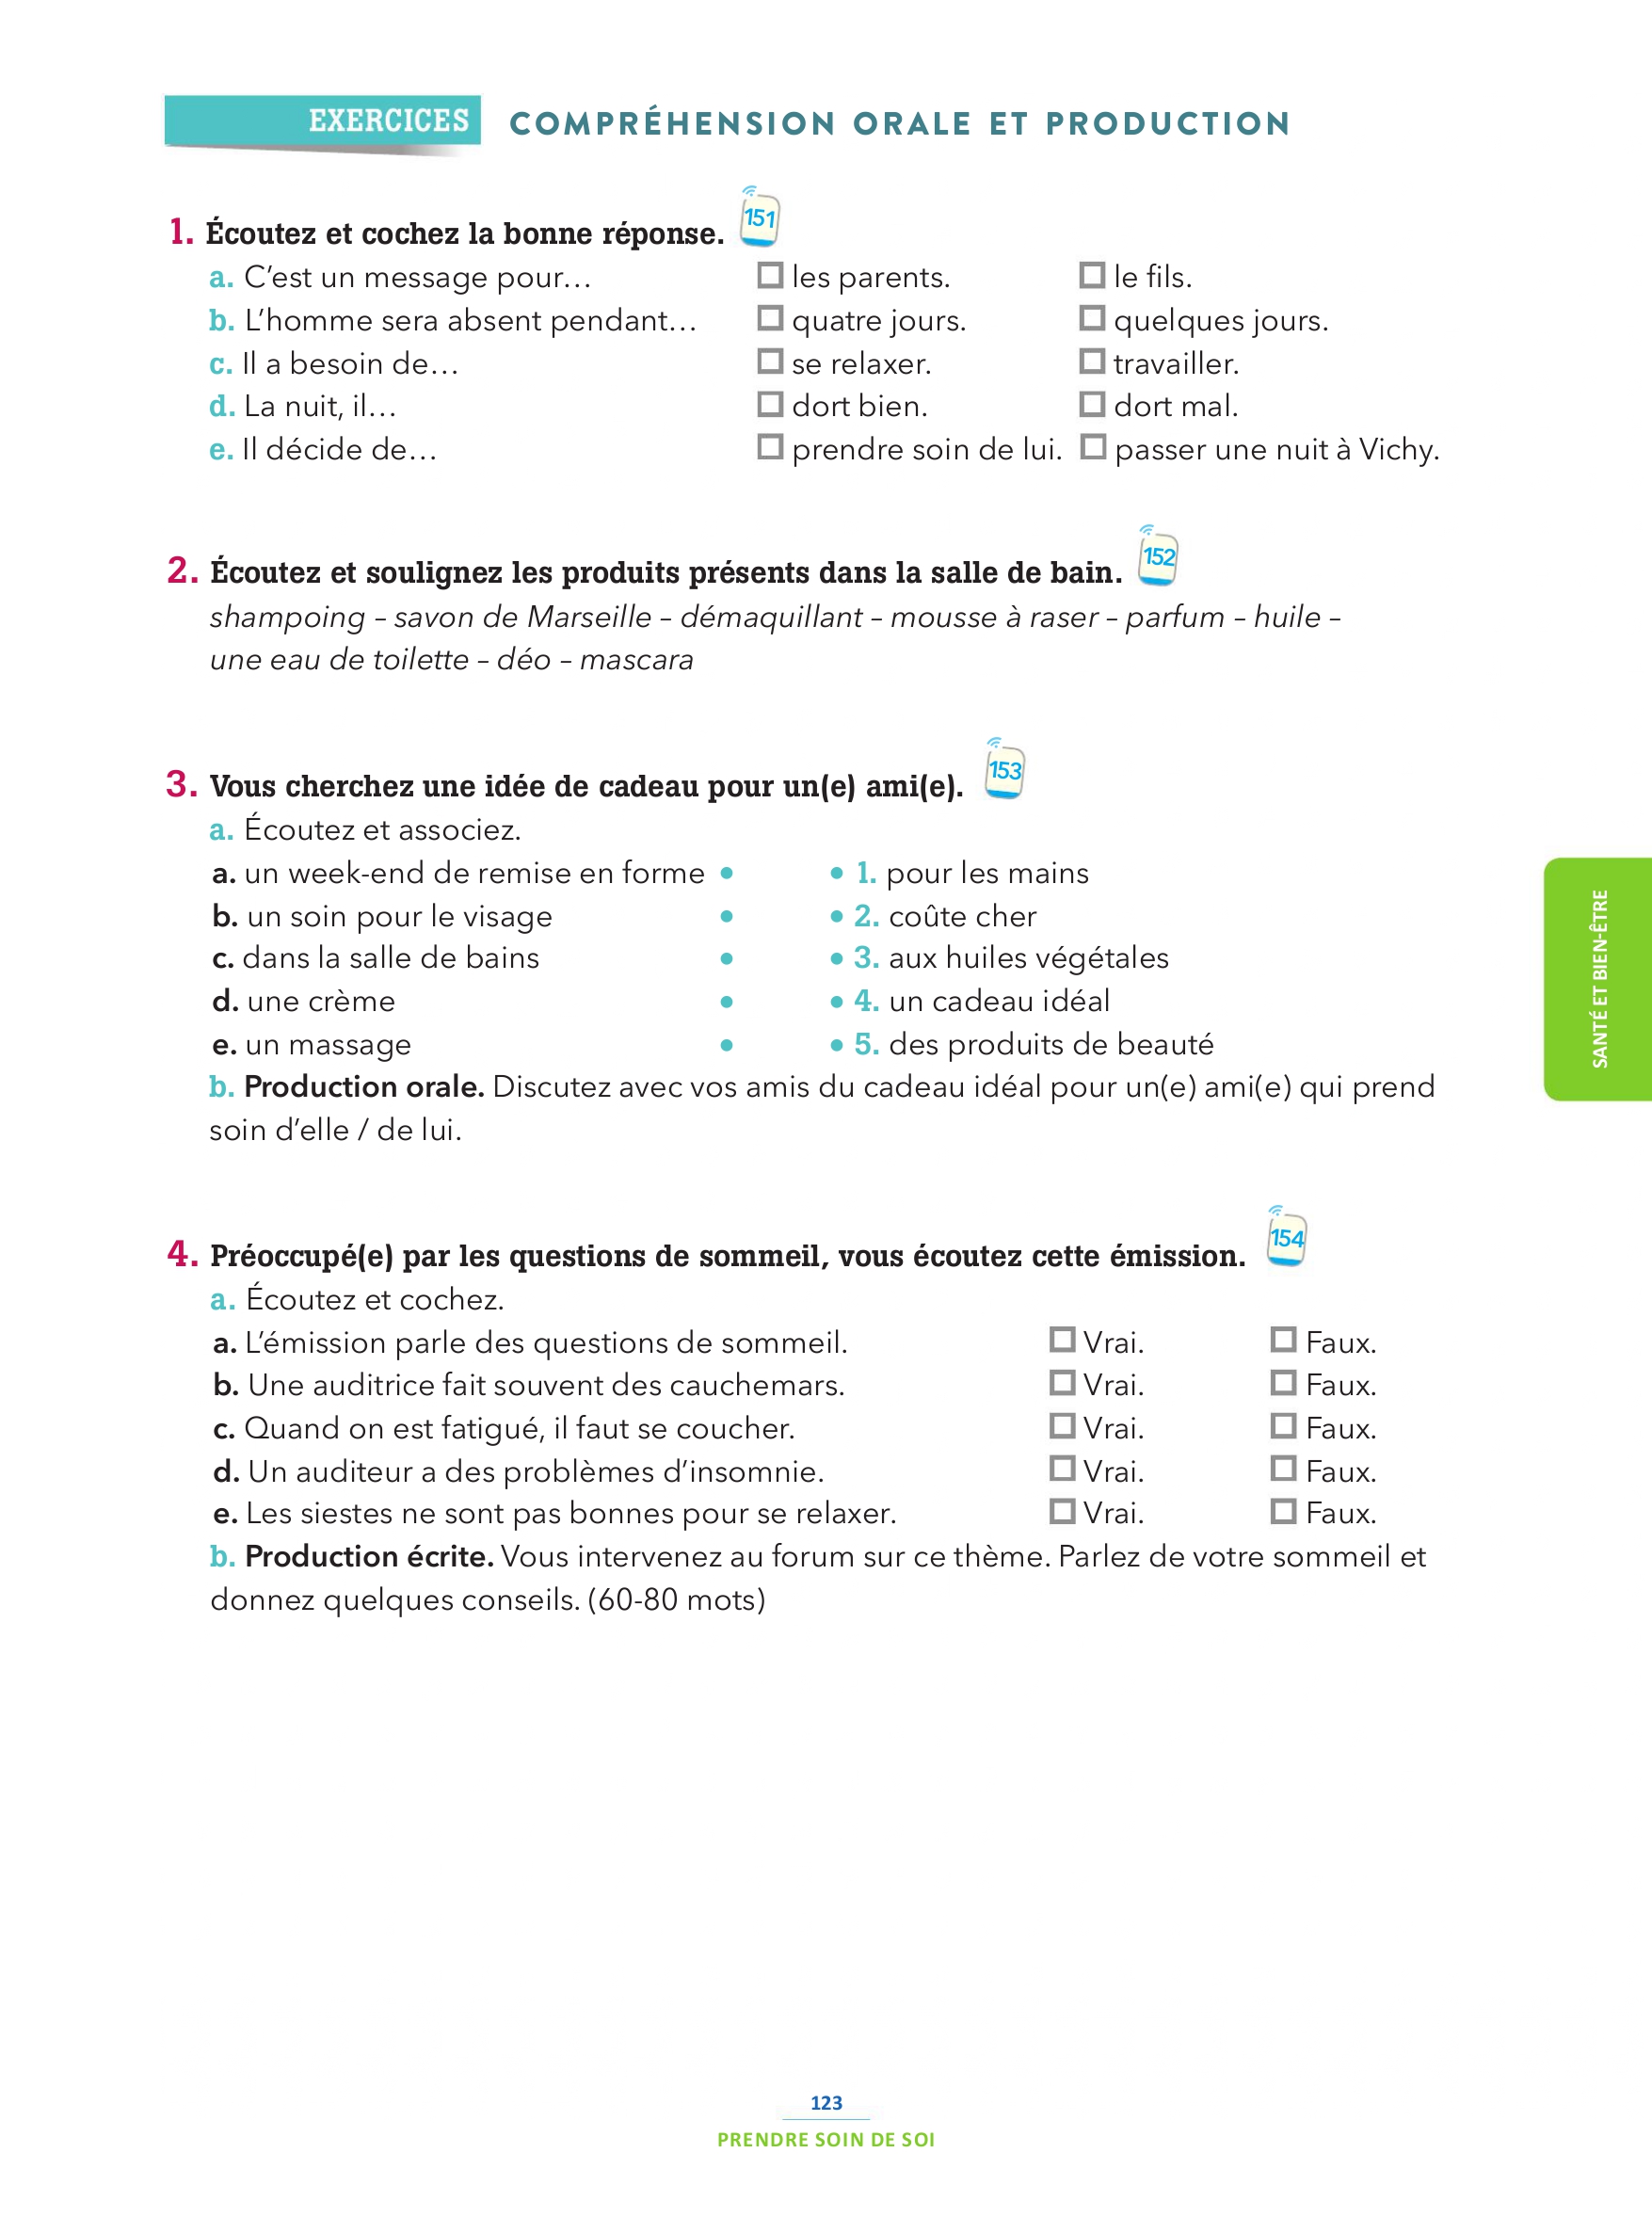 EXERCICES COMPRÉHENSION ORALE ET PRODUCTION
1. Écoutez et cochez la bonne réponse. 151
a. C'est un message pour… ☐ les parents. ☐ le fils.
b. L'homme sera absent pendant… ☐ quatre jours. ☐ quelques jours.
c. Il a besoin de… ☐ se relaxer. ☐ travailler.
d. La nuit, il… ☐ dort bien. ☐ dort mal.
e. Il décide de… ☐ prendre soin de lui. ☐ passer une nuit à Vichy.
2. Écoutez et soulignez les produits présents dans la salle de bain. 152
shampoing – savon de Marseille – démaquillant – mousse à raser – parfum – huile –
une eau de toilette – déo – mascara
3. Vous cherchez une idée de cadeau pour un(e) ami(e). 153
a. Écoutez et associez.
a. un week-end de remise en forme • • 1. pour les mains
b. un soin pour le visage • • 2. coûte cher
c. dans la salle de bains • • 3. aux huiles végétales
d. une crème • • 4. un cadeau idéal
e. un massage • • 5. des produits de beauté
b. Production orale. Discutez avec vos amis du cadeau idéal pour un(e) ami(e) qui prend
soin d'elle / de lui.
SANTÉ ET BIEN-ÊTRE
4. Préoccupé(e) par les questions de sommeil, vous écoutez cette émission. 154
a. Écoutez et cochez.
a. L'émission parle des questions de sommeil. ☐ Vrai. ☐ Faux.
b. Une auditrice fait souvent des cauchemars. ☐ Vrai. ☐ Faux.
c. Quand on est fatigué, il faut se coucher. ☐ Vrai. ☐ Faux.
d. Un auditeur a des problèmes d'insomnie. ☐ Vrai. ☐ Faux.
e. Les siestes ne sont pas bonnes pour se relaxer. ☐ Vrai. ☐ Faux.
b. Production écrite. Vous intervenez au forum sur ce thème. Parlez de votre sommeil et
donnez quelques conseils. (60-80 mots)
123
PRENDRE SOIN DE SOI